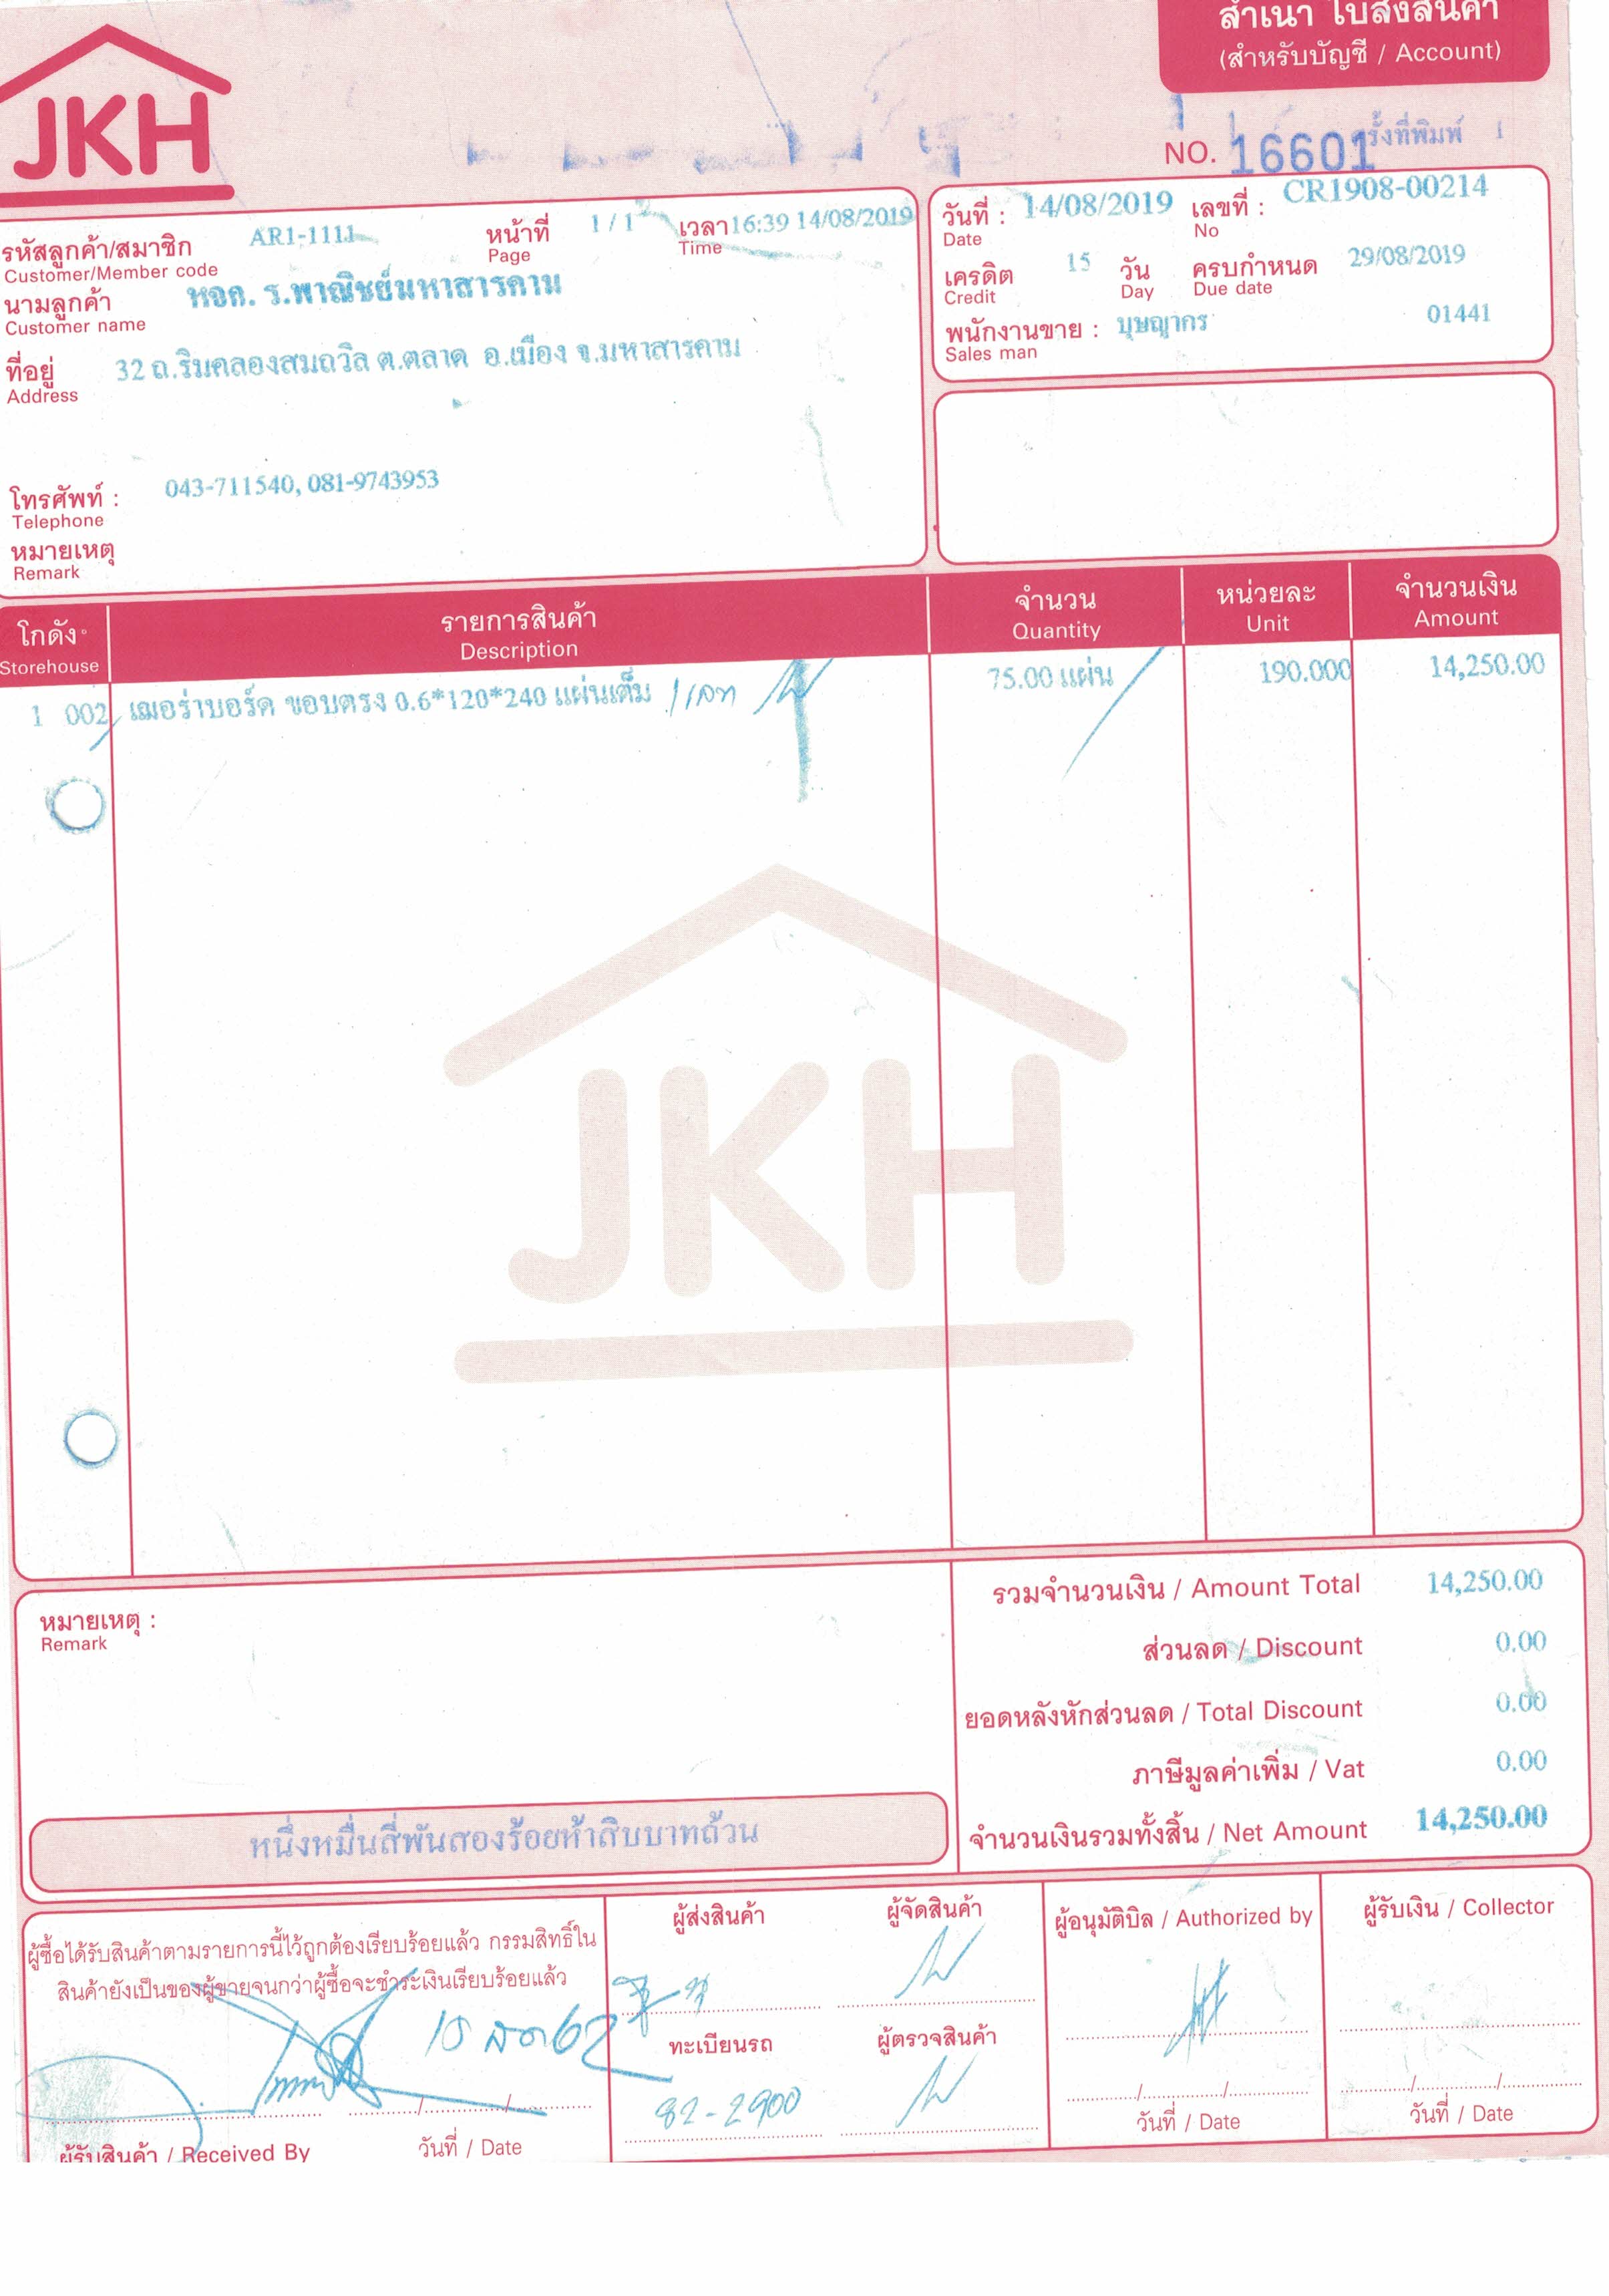 สำเนา ใบส่งสินค้า
(สำหรับบัญชี / Account)
JKH
NO. 16601
รั้งที่พิมพ์ 1
รหัสลูกค้า/สมาชิก AR1-1111 หน้าที่ 1 / 1 เวลา 16:39 14/08/2019
Customer/Member code Page Time
นามลูกค้า หจก. ร.พาณิชย์มหาสารคาม
Customer name
ที่อยู่ 32 ถ.ริมคลองสมถวิล ต.ตลาด อ.เมือง จ.มหาสารคาม
Address
โทรศัพท์ : 043-711540, 081-9743953
Telephone
หมายเหตุ
Remark
วันที่ : 14/08/2019 เลขที่ : CR1908-00214
Date No
เครดิต 15 วัน ครบกำหนด 29/08/2019
Credit Day Due date
พนักงานขาย : บุษญากร 01441
Sales man
โกดัง รายการสินค้า จำนวน หน่วยละ จำนวนเงิน
Storehouse Description Quantity Unit Amount
1 002 เฌอร่าบอร์ด ขอบตรง 0.6*120*240 แผ่นเต็ม 75.00 แผ่น 190.000 14,250.00
JKH
หมายเหตุ :
Remark
รวมจำนวนเงิน / Amount Total 14,250.00
ส่วนลด / Discount 0.00
ยอดหลังหักส่วนลด / Total Discount 0.00
ภาษีมูลค่าเพิ่ม / Vat 0.00
จำนวนเงินรวมทั้งสิ้น / Net Amount 14,250.00
หนึ่งหมื่นสี่พันสองร้อยห้าสิบบาทถ้วน
ผู้ซื้อได้รับสินค้าตามรายการนี้ไว้ถูกต้องเรียบร้อยแล้ว กรรมสิทธิ์ใน
สินค้ายังเป็นของผู้ขายจนกว่าผู้ซื้อจะชำระเงินเรียบร้อยแล้ว
15 สค 62
ผู้รับสินค้า / Received By วันที่ / Date
ผู้ส่งสินค้า ผู้จัดสินค้า
ทะเบียนรถ ผู้ตรวจสินค้า
82-2900
ผู้อนุมัติบิล / Authorized by
วันที่ / Date
ผู้รับเงิน / Collector
วันที่ / Date